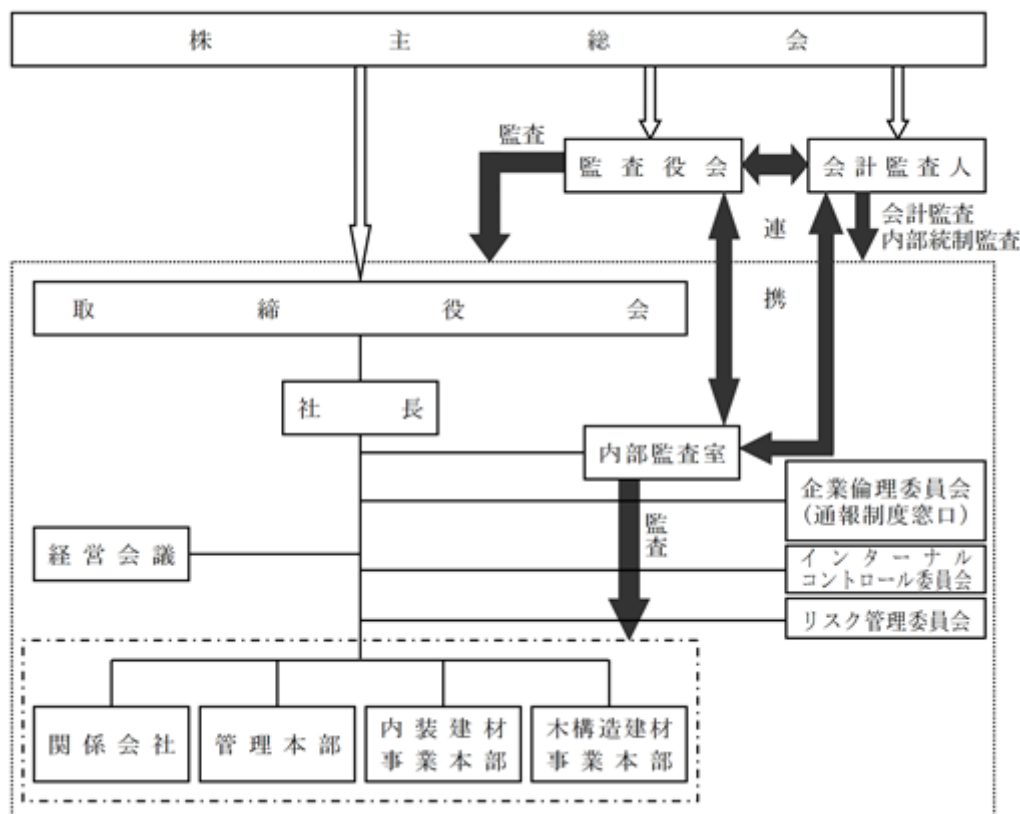 株主総会
監査
監査役会
会計監査人
会計監査
内部統制監査
連携
取締役会
社長
内部監査室
企業倫理委員会
(通報制度窓口)
監査
経営会議
インターナル
コントロール委員会
リスク管理委員会
関係会社
管理本部
内装建材
事業本部
木構造建材
事業本部